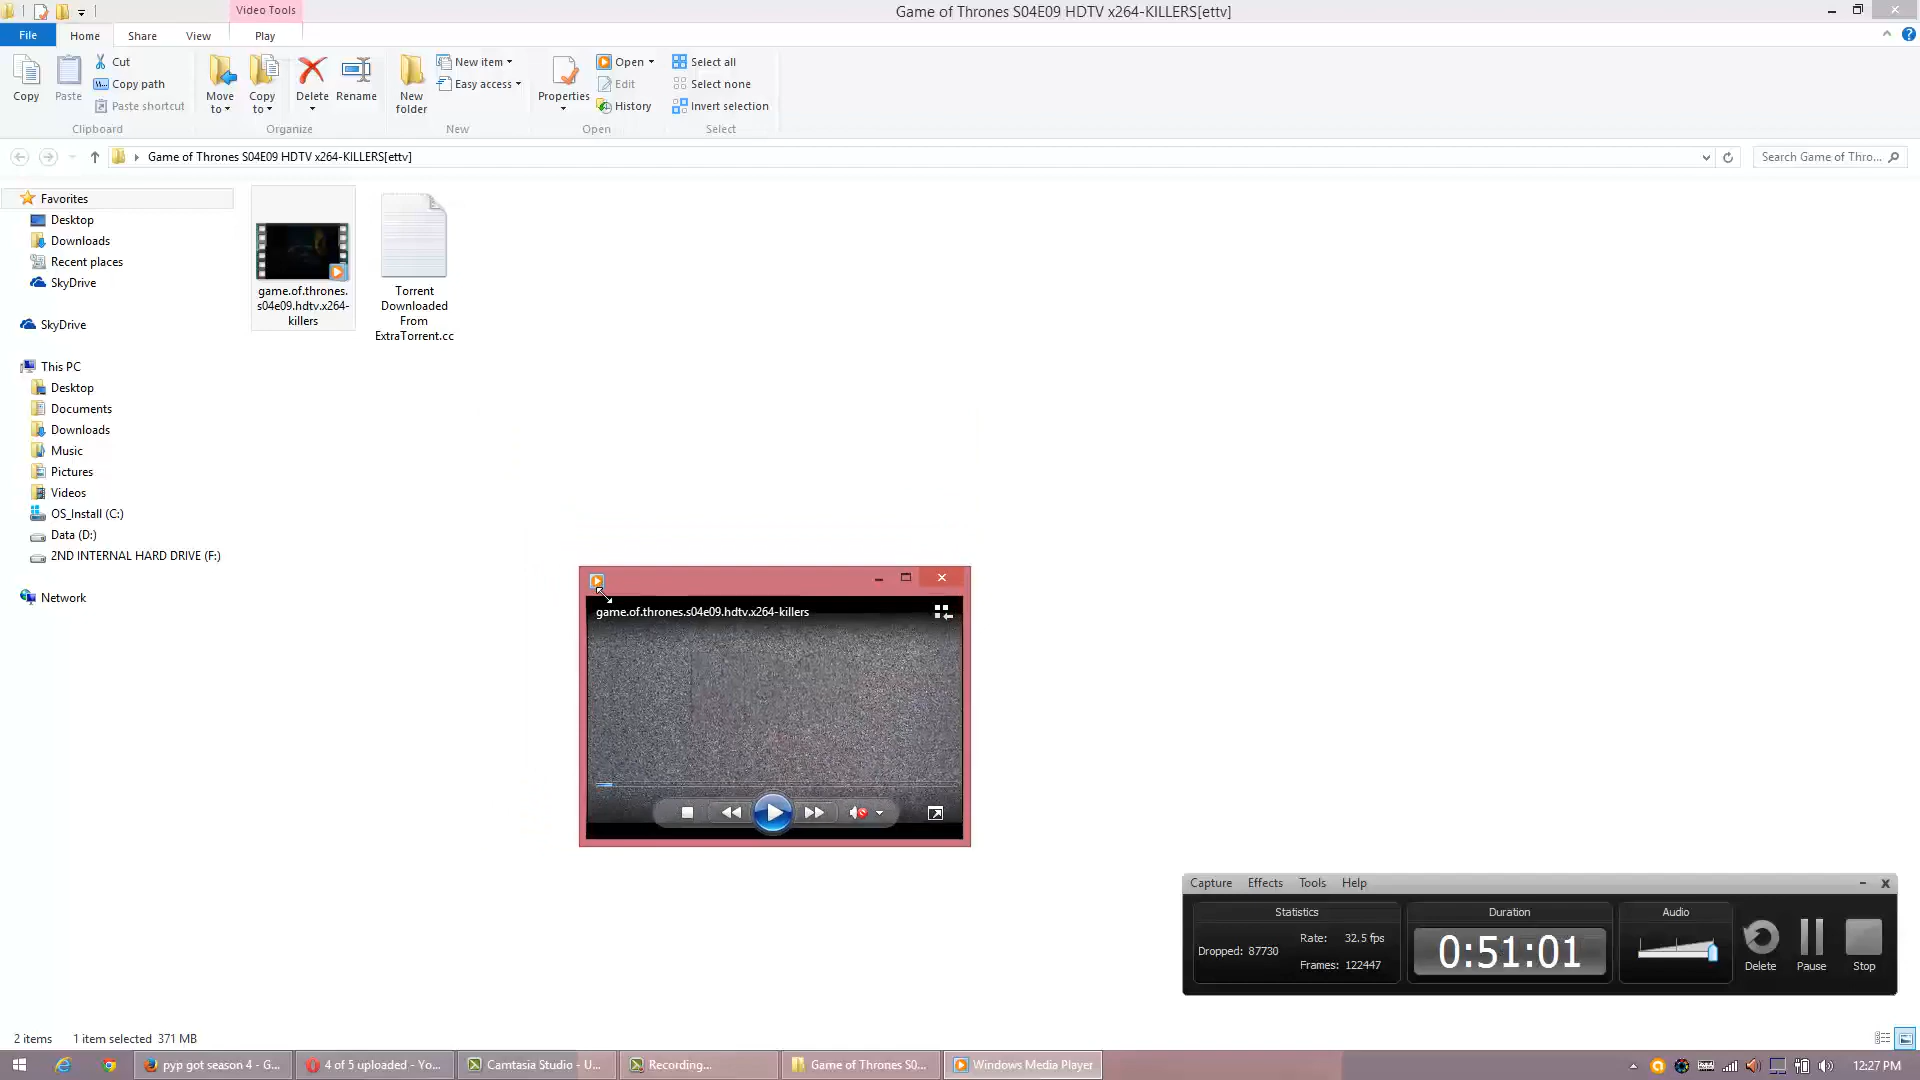 Video Tools
Game of Thrones S04E09 HDTV x264-KILLERS[ettv]
File Home Share View Play
Copy
Paste
Cut
Copy path
Paste shortcut
Clipboard
Move to
Copy to
Delete
Rename
Organize
New folder
New item
Easy access
New
Properties
Open
Edit
History
Open
Select all
Select none
Invert selection
Select
Game of Thrones S04E09 HDTV x264-KILLERS[ettv]
Search Game of Thro...
Favorites
Desktop
Downloads
Recent places
SkyDrive
SkyDrive
This PC
Desktop
Documents
Downloads
Music
Pictures
Videos
OS_Install (C:)
Data (D:)
2ND INTERNAL HARD DRIVE (F:)
Network
game.of.thrones.
s04e09.hdtv.x264-
killers
Torrent
Downloaded
From
ExtraTorrent.cc
game.of.thrones.s04e09.hdtv.x264-killers
Capture Effects Tools Help
Statistics
Dropped: 87730
Rate: 32.5 fps
Frames: 122447
Duration
0:51:01
Audio
Delete
Pause
Stop
2 items 1 item selected 371 MB
pyp got season 4 - G...
4 of 5 uploaded - Yo...
Camtasia Studio - U...
Recording...
Game of Thrones S0...
Windows Media Player
12:27 PM